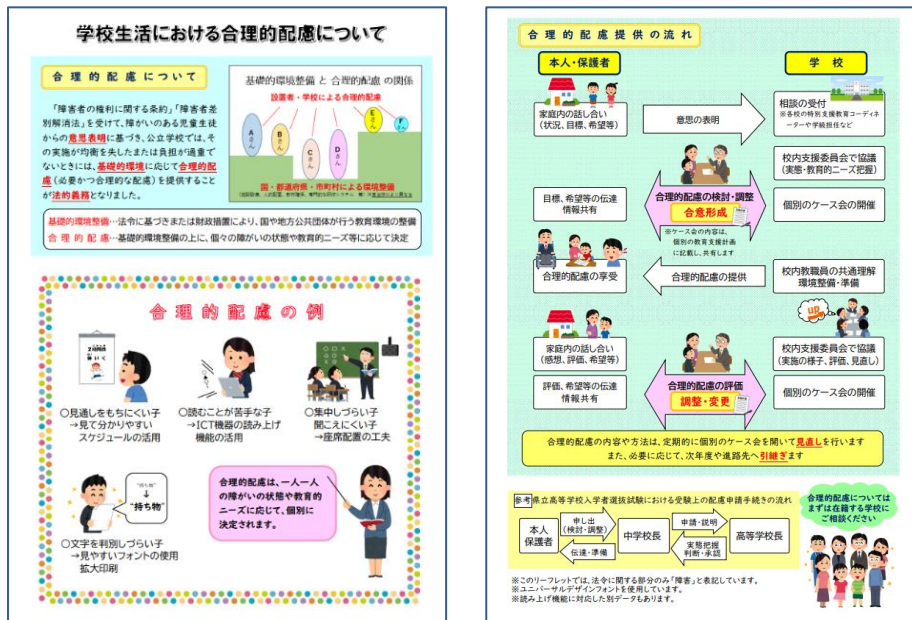 学校生活における合理的配慮について
合理的配慮について
「障害者の権利に関する条約」「障害者差
別解消法」を受けて、障がいのある児童生徒
からの意思表明に基づき、公立学校では、そ
の実施が均衡を失したまたは負担が過重で
ないときには、基礎的環境に応じて合理的配
慮(必要かつ合理的な配慮)を提供すること
が法的義務となりました。
基礎的環境整備 と 合理的配慮 の関係
設置者・学校による合理的配慮
Aさん
Bさん
Cさん
Dさん
Eさん
Fさん
国・都道府県・市町村による環境整備
基礎的環境整備…法令に基づきまたは財政措置により、国や地方公共団体が行う教育環境の整備
合理的配慮…基礎的環境整備の上に、個々の障がいの状態や教育的ニーズ等に応じて決定
合理的配慮の例
○見通しをもちにくい子
→見て分かりやすい
スケジュールの活用
○読むことが苦手な子
→ICT機器の読み上げ
機能の活用
○集中しづらい子
聞こえにくい子
→座席配置の工夫
"持ち物"
↓
"持ち物"
○文字を判別しづらい子
→見やすいフォントの使用
拡大印刷
合理的配慮は、一人一人
の障がいの状態や教育的
ニーズに応じて、個別に
決定されます。
合理的配慮提供の流れ
本人・保護者
学校
家庭内の話し合い
(状況、目標、希望等)
意思の表明
相談の受付
※各校の特別支援教育コーディネ
ーターや学級担任など
校内支援委員会で協議
(実態・教育的ニーズ把握)
目標、希望等の伝達
情報共有
合理的配慮の検討・調整
合意形成
個別のケース会の開催
※ケース会の内容は、
個別の教育支援計画
に記載し、共有します
合理的配慮の享受
合理的配慮の提供
校内教職員の共通理解
環境整備・準備
up
家庭内の話し合い
(感想、評価、希望等)
校内支援委員会で協議
(実施の様子、評価、見直し)
評価、希望等の伝達
情報共有
合理的配慮の評価
調整・変更
個別のケース会の開催
合理的配慮の内容や方法は、定期的に個別のケース会を開いて見直しを行います
また、必要に応じて、次年度や進路先へ引継ぎます
参考 県立高等学校入学者選抜試験における受験上の配慮申請手続きの流れ
本人
保護者
申し出
(検討・調整)
伝達・準備
中学校長
申請・説明
実態把握
判断・承認
高等学校長
合理的配慮については
まずは在籍する学校に
ご相談ください
※このリーフレットでは、法令に関する部分のみ「障害」と表記しています。
※ユニバーサルデザインフォントを使用しています。
※読み上げ機能に対応した別データもあります。